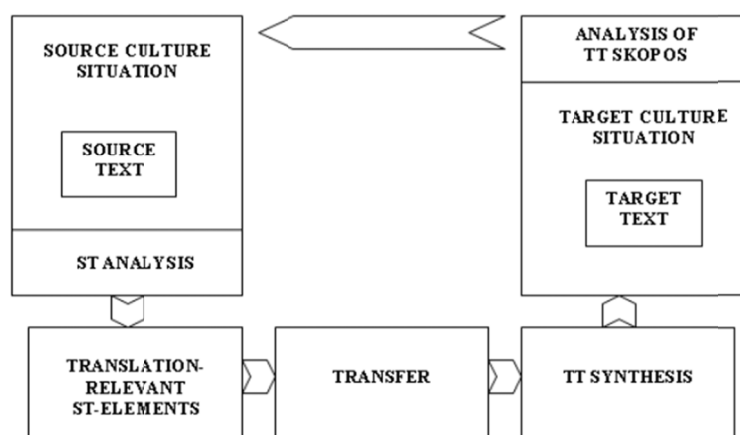 SOURCE CULTURE
SITUATION
SOURCE
TEXT
ST ANALYSIS
ANALYSIS OF
TT SKOPOS
TARGET CULTURE
SITUATION
TARGET
TEXT
TRANSLATION-
RELEVANT
ST-ELEMENTS
TRANSFER
TT SYNTHESIS